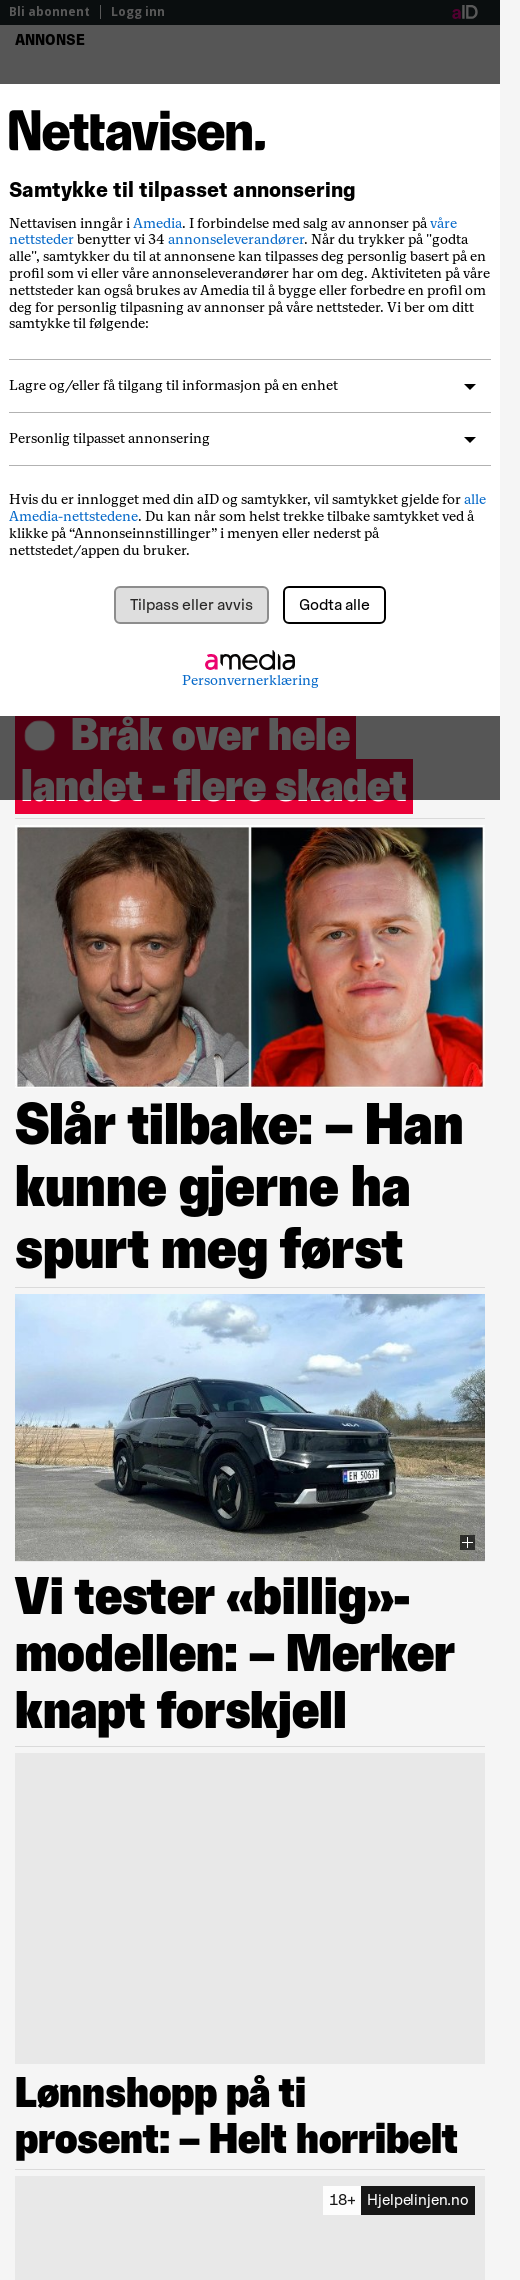 Bli abonnent | Logg inn
aID
ANNONSE
Nettavisen.
Samtykke til tilpasset annonsering
Nettavisen inngår i Amedia. I forbindelse med salg av annonser på våre
nettsteder benytter vi 34 annonseleverandører. Når du trykker på "godta
alle", samtykker du til at annonsene kan tilpasses deg personlig basert på en
profil som vi eller våre annonseleverandører har om deg. Aktiviteten på våre
nettsteder kan også brukes av Amedia til å bygge eller forbedre en profil om
deg for personlig tilpasning av annonser på våre nettsteder. Vi ber om ditt
samtykke til følgende:
Lagre og/eller få tilgang til informasjon på en enhet
Personlig tilpasset annonsering
Hvis du er innlogget med din aID og samtykker, vil samtykket gjelde for alle
Amedia-nettstedene. Du kan når som helst trekke tilbake samtykket ved å
klikke på “Annonseinnstillinger” i menyen eller nederst på
nettstedet/appen du bruker.
Tilpass eller avvis
Godta alle
amedia
Personvernerklæring
Bråk over hele
landet - flere skadet
Slår tilbake: – Han
kunne gjerne ha
spurt meg først
EH 50637
Vi tester «billig»-
modellen: – Merker
knapt forskjell
Lønnshopp på ti
prosent: – Helt horribelt
18+ Hjelpelinjen.no